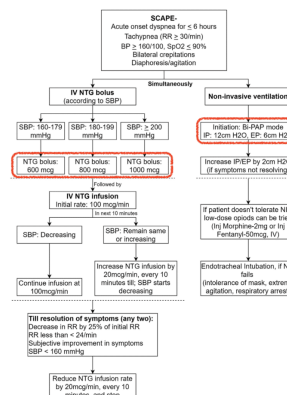 SCAPE-
Acute onset dyspnea for < 6 hours
Tachypnea (RR > 30/min)
BP > 160/100, SpO2 < 90%
Bilateral crepitations
Diaphoresis/agitation
Simultaneously
IV NTG bolus
(according to SBP)
SBP: 160-179
mmHg
SBP: 180-199
mmHg
SBP: > 200
mmHg
NTG bolus:
600 mcg
NTG bolus:
800 mcg
NTG bolus:
1000 mcg
Followed by
IV NTG infusion
Initial rate: 100 mcg/min
In next 10 minutes
SBP: Decreasing
SBP: Remain same
or increasing
Continue infusion at
100mcg/min
Increase NTG infusion by
20mcg/min, every 10
minutes till; SBP starts
decreasing
Till resolution of symptoms (any two):
Decrease in RR by 25% of initial RR
RR less than < 24/min
Subjective improvement in symptoms
SBP < 160 mmHg
Reduce NTG infusion rate
by 20mcg/min, every 10
minutes, and stop
Non-invasive ventilation
Initiation: Bi-PAP mode
IP: 12cm H2O, EP: 6cm H2
Increase IP/EP by 2cm H2
(if symptoms not resolving
If patient doesn't tolerate NI
low-dose opiods can be trie
(Inj Morphine-2mg or Inj
Fentanyl-50mcg, IV)
Endotracheal Intubation, if N
fails
(intolerance of mask, extrem
agitation, respiratory arrest